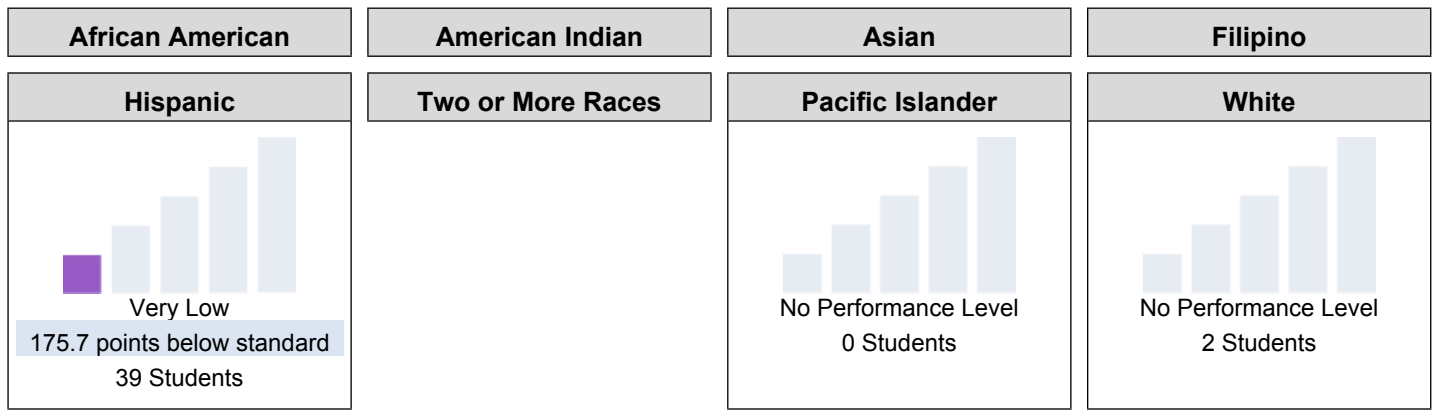 African American
American Indian
Asian
Filipino
Hispanic
Two or More Races
Pacific Islander
White
Very Low
175.7 points below standard
39 Students
No Performance Level
0 Students
No Performance Level
2 Students